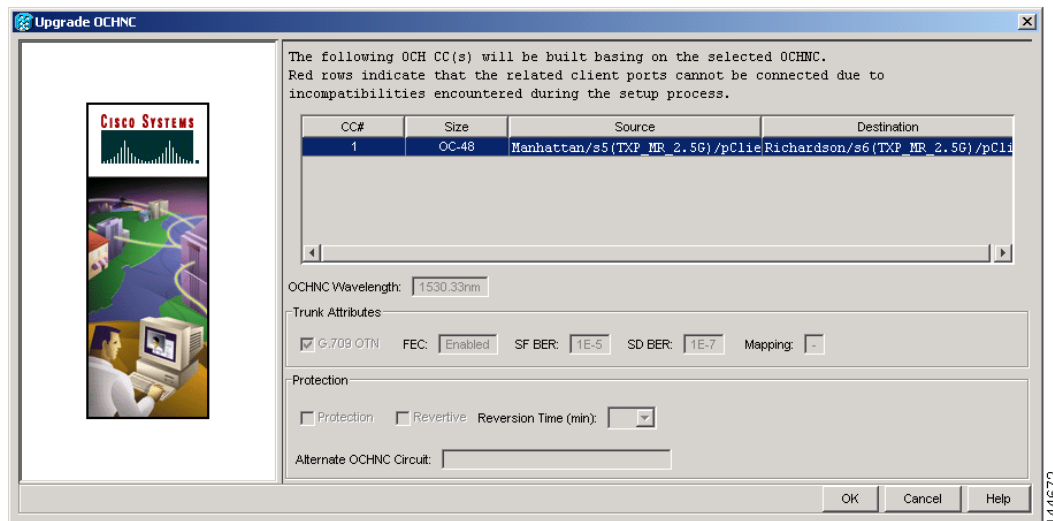 Upgrade OCHNC
CISCO SYSTEMS
The following OCH CC(s) will be built basing on the selected OCHNC.
Red rows indicate that the related client ports cannot be connected due to
incompatibilities encountered during the setup process.
CC# Size Source Destination
1 OC-48 Manhattan/s5(TXP_MR_2.5G)/pClie Richardson/s6(TXP_MR_2.5G)/pCli
OCHNC Wavelength: 1530.33nm
Trunk Attributes
G.709 OTN FEC: Enabled SF BER: 1E-5 SD BER: 1E-7 Mapping: -
Protection
Protection Revertive Reversion Time (min):
Alternate OCHNC Circuit:
OK Cancel Help